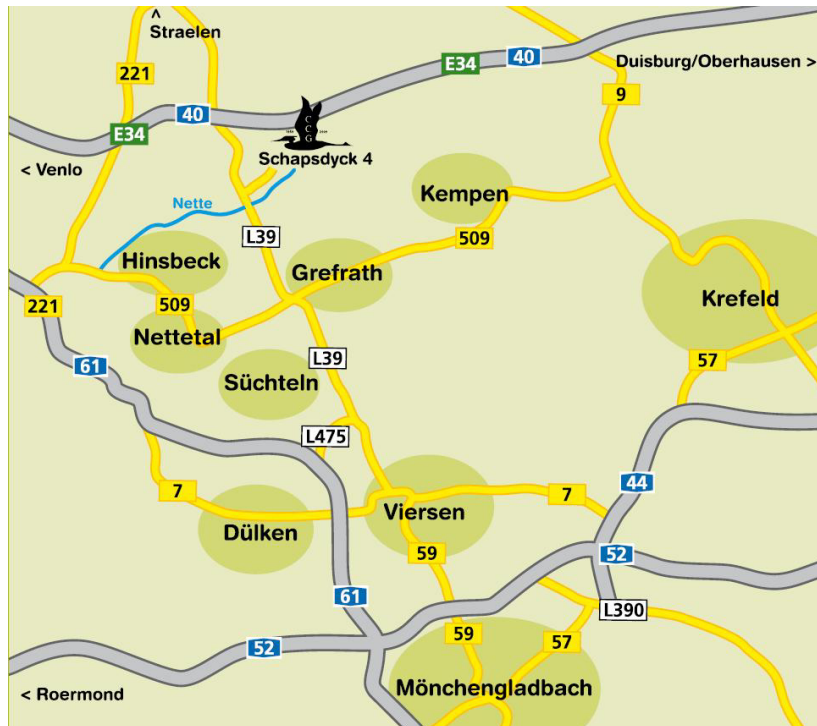 ^
Straelen
40
E34
Duisburg/Oberhausen >
221
9
40
E34
CCG
Schapsdyck 4
< Venlo
Kempen
Nette
L39
509
Hinsbeck
Grefrath
Krefeld
221
509
Nettetal
L39
57
61
Süchteln
L475
44
7
7
Viersen
Dülken
59
52
61
L390
59
57
52
Mönchengladbach
< Roermond